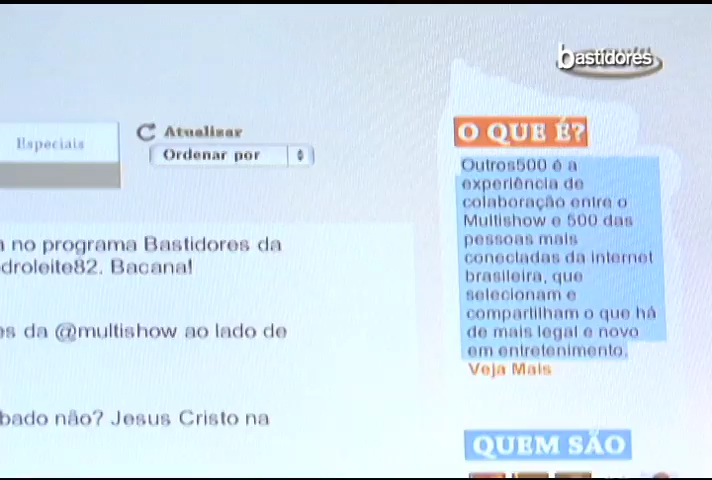 bastidores
Especiais
Atualizar
Ordenar por
O QUE É?
Outros500 é a
experiência de
colaboração entre o
Multishow e 500 das
pessoas mais
conectadas da internet
brasileira, que
selecionam e
compartilham o que há
de mais legal e novo
em entretenimento.
Veja Mais
no programa Bastidores da
droleite82. Bacana!
es da @multishow ao lado de
bado não? Jesus Cristo na
QUEM SÃO